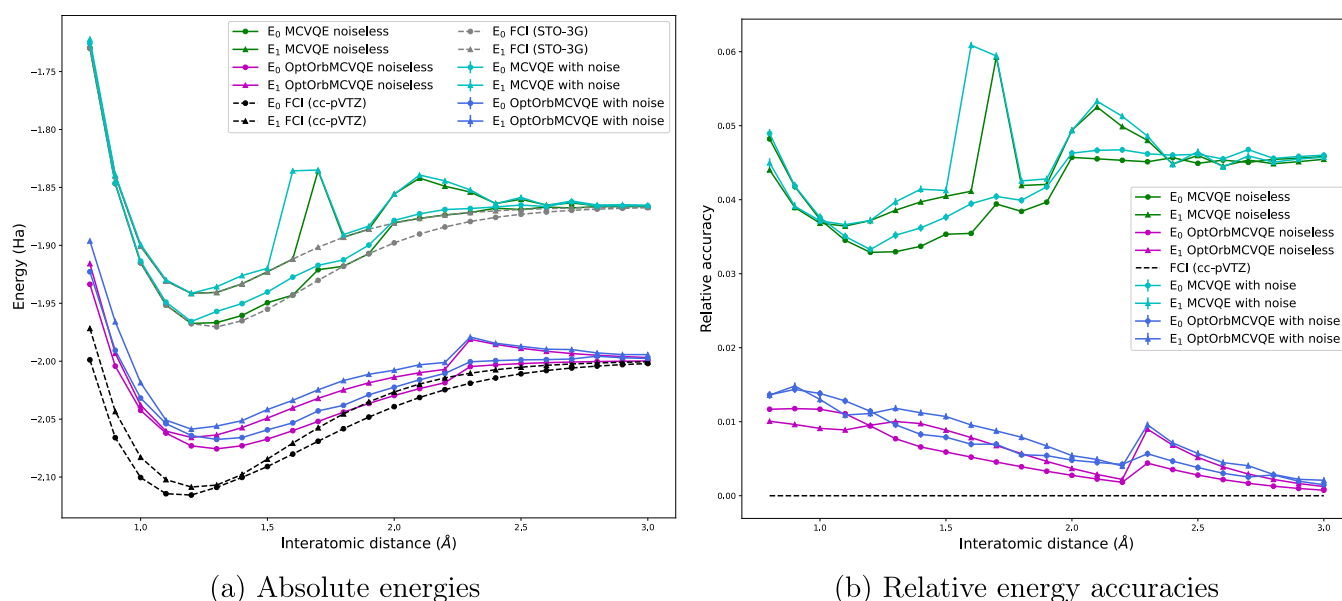 E₀ MCVQE noiseless
E₁ MCVQE noiseless
E₀ OptOrbMCVQE noiseless
E₁ OptOrbMCVQE noiseless
E₀ FCI (cc-pVTZ)
E₁ FCI (cc-pVTZ)
E₀ FCI (STO-3G)
E₁ FCI (STO-3G)
E₀ MCVQE with noise
E₁ MCVQE with noise
E₀ OptOrbMCVQE with noise
E₁ OptOrbMCVQE with noise
Energy (Ha)
−1.75
−1.80
−1.85
−1.90
−1.95
−2.00
−2.05
−2.10
1.0 1.5 2.0 2.5 3.0
Interatomic distance (Å)
(a) Absolute energies
Relative accuracy
0.06
0.05
0.04
0.03
0.02
0.01
0.00
E₀ MCVQE noiseless
E₁ MCVQE noiseless
E₀ OptOrbMCVQE noiseless
E₁ OptOrbMCVQE noiseless
FCI (cc-pVTZ)
E₀ MCVQE with noise
E₁ MCVQE with noise
E₀ OptOrbMCVQE with noise
E₁ OptOrbMCVQE with noise
1.0 1.5 2.0 2.5 3.0
Interatomic distance (Å)
(b) Relative energy accuracies